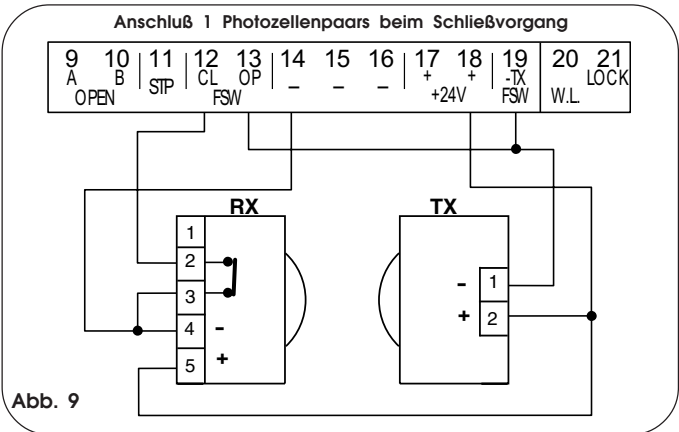 Anschluß 1 Photozellenpaars beim Schließvorgang
9 10 11 12 13 14 15 16 17 18 19 20 21
A B STP CL OP – – – + + -TX W.L. LOCK
OPEN FSW +24V FSW
RX TX
1
2
3
4 -
5 +
- 1
+ 2
Abb. 9